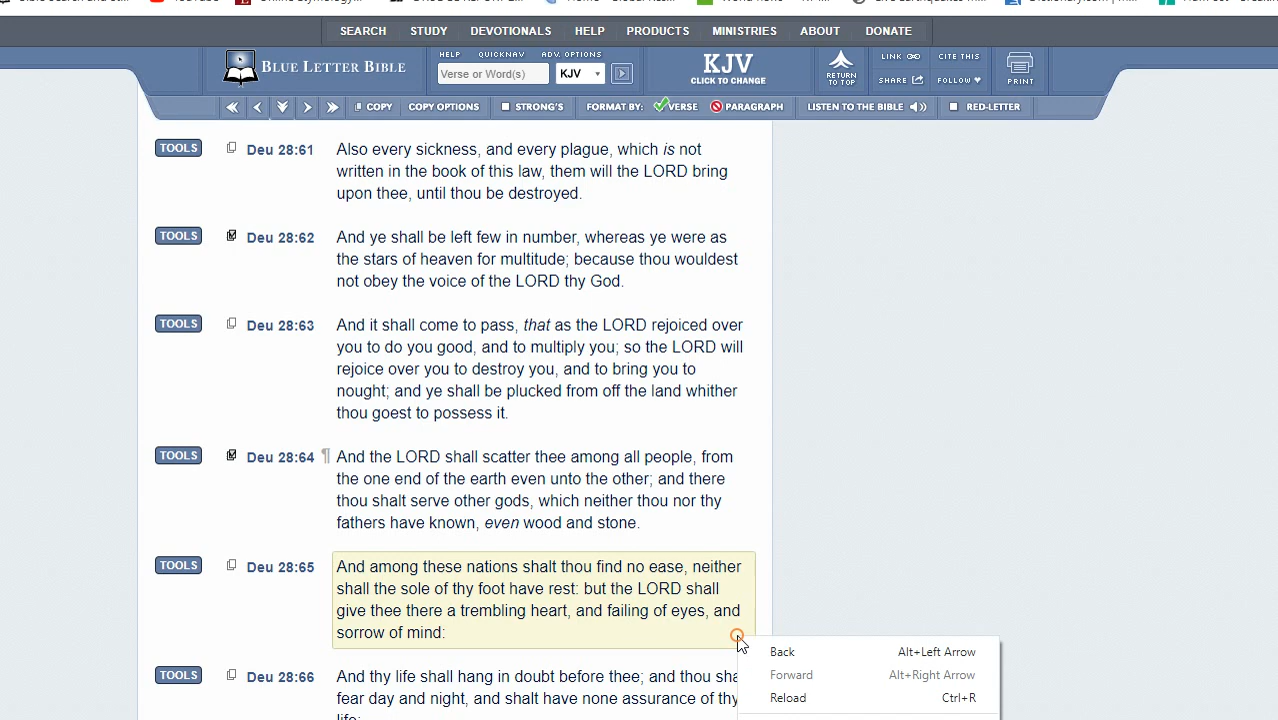 SEARCH STUDY DEVOTIONALS HELP PRODUCTS MINISTRIES ABOUT DONATE
BLUE LETTER BIBLE
HELP QUICKNAV ADV. OPTIONS
Verse or Word(s) KJV
KJV
CLICK TO CHANGE
RETURN
TO TOP
LINK CITE THIS
SHARE FOLLOW
PRINT
COPY COPY OPTIONS STRONG'S FORMAT BY: VERSE PARAGRAPH LISTEN TO THE BIBLE RED-LETTER
TOOLS Deu 28:61 Also every sickness, and every plague, which is not
written in the book of this law, them will the LORD bring
upon thee, until thou be destroyed.
TOOLS Deu 28:62 And ye shall be left few in number, whereas ye were as
the stars of heaven for multitude; because thou wouldest
not obey the voice of the LORD thy God.
TOOLS Deu 28:63 And it shall come to pass, that as the LORD rejoiced over
you to do you good, and to multiply you; so the LORD will
rejoice over you to destroy you, and to bring you to
nought; and ye shall be plucked from off the land whither
thou goest to possess it.
TOOLS Deu 28:64 ¶ And the LORD shall scatter thee among all people, from
the one end of the earth even unto the other; and there
thou shalt serve other gods, which neither thou nor thy
fathers have known, even wood and stone.
TOOLS Deu 28:65 And among these nations shalt thou find no ease, neither
shall the sole of thy foot have rest: but the LORD shall
give thee there a trembling heart, and failing of eyes, and
sorrow of mind:
TOOLS Deu 28:66 And thy life shall hang in doubt before thee; and thou sha
fear day and night, and shalt have none assurance of thy
life:
Back Alt+Left Arrow
Forward Alt+Right Arrow
Reload Ctrl+R